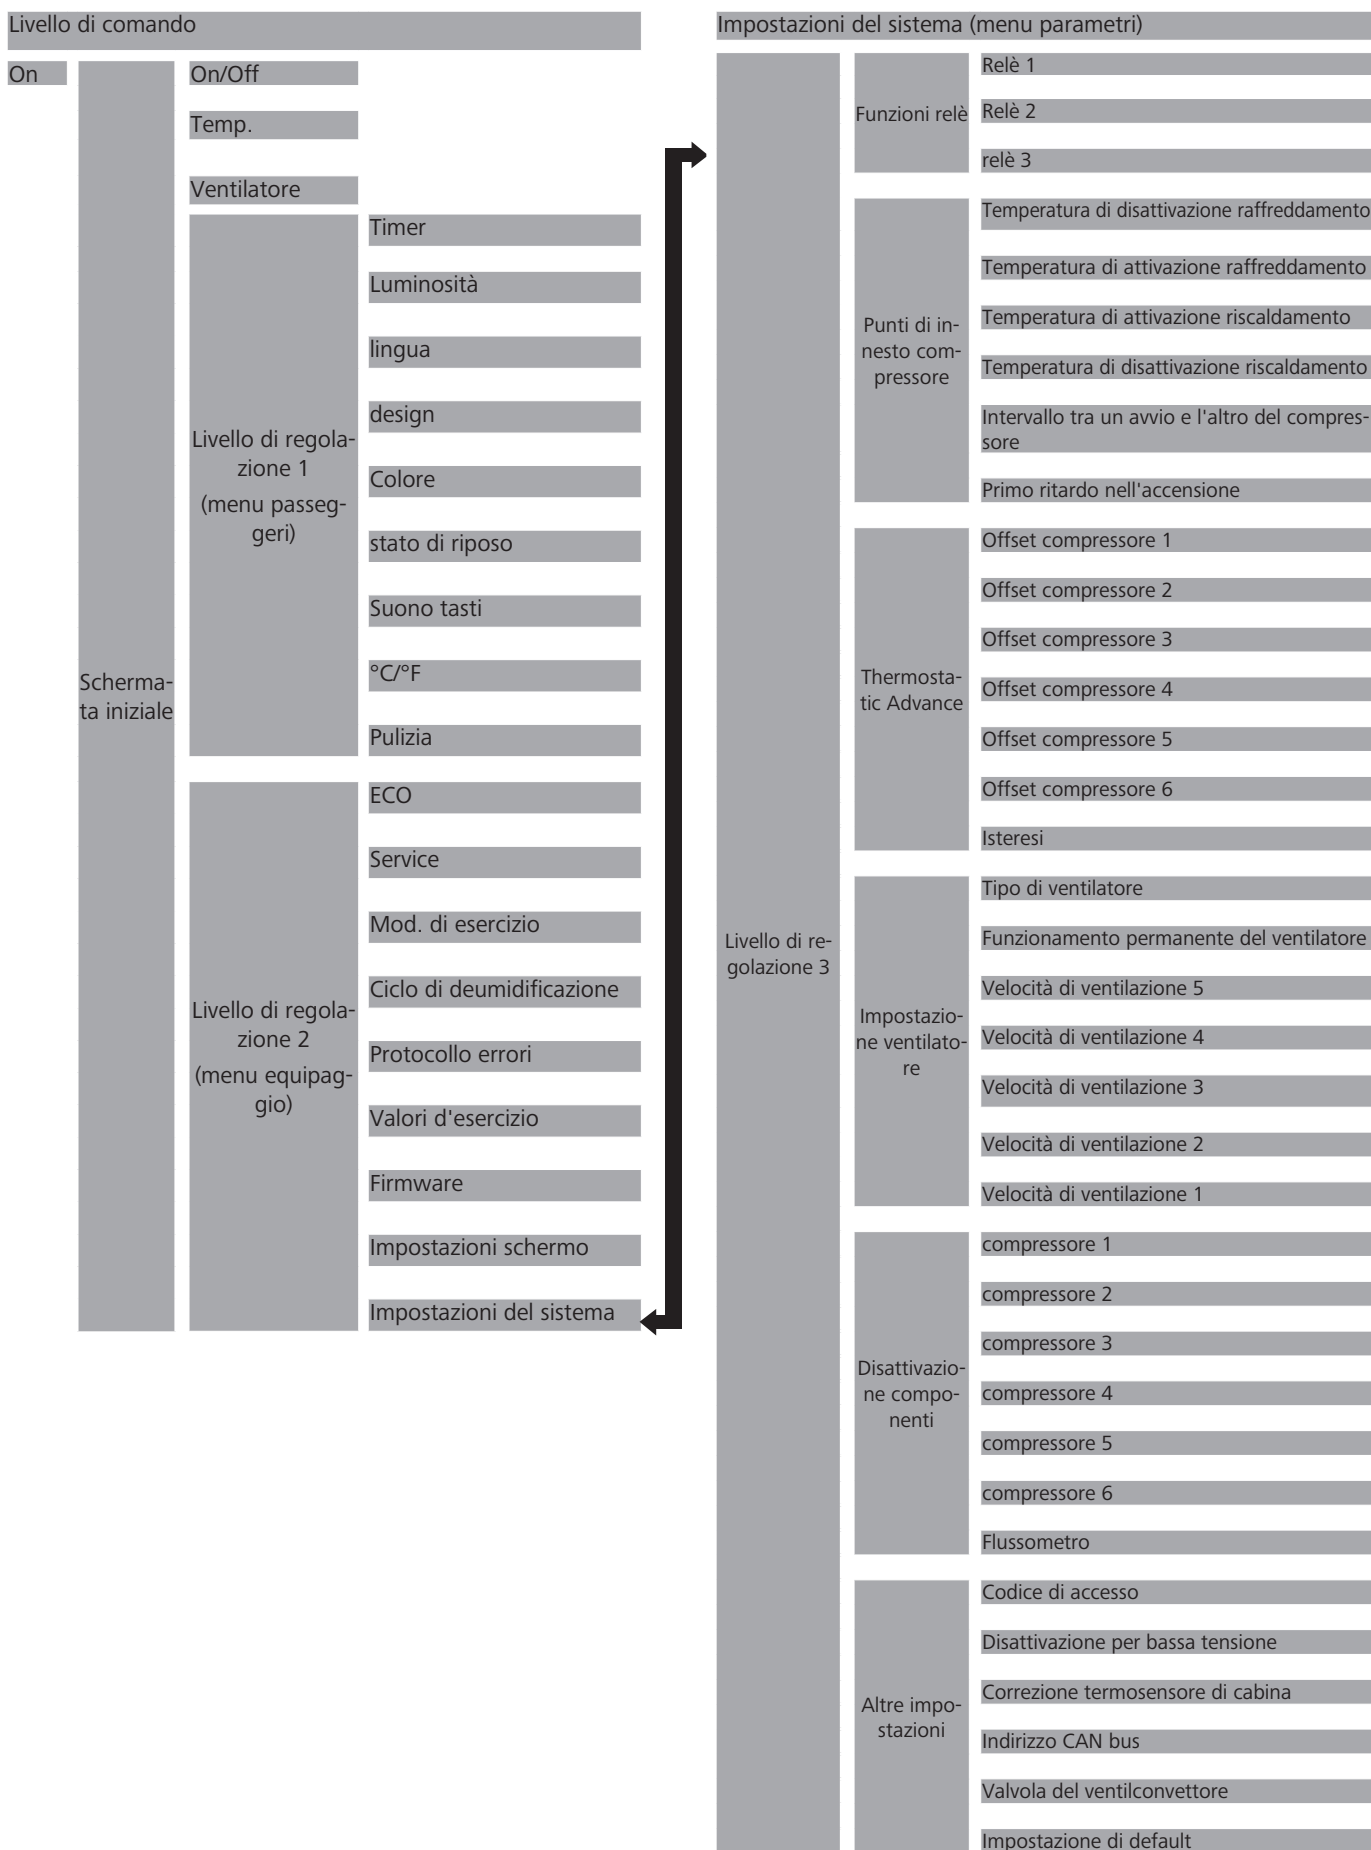 Livello di comando
On
Scherma-
ta iniziale
On/Off
Temp.
Ventilatore
Livello di regola-
zione 1
(menu passeg-
geri)
Timer
Luminosità
lingua
design
Colore
stato di riposo
Suono tasti
°C/°F
Pulizia
Livello di regola-
zione 2
(menu equipag-
gio)
ECO
Service
Mod. di esercizio
Ciclo di deumidificazione
Protocollo errori
Valori d'esercizio
Firmware
Impostazioni schermo
Impostazioni del sistema
Impostazioni del sistema (menu parametri)
Livello di re-
golazione 3
Funzioni relè
Relè 1
Relè 2
relè 3
Punti di in-
nesto com-
pressore
Temperatura di disattivazione raffreddamento
Temperatura di attivazione raffreddamento
Temperatura di attivazione riscaldamento
Temperatura di disattivazione riscaldamento
Intervallo tra un avvio e l'altro del compres-
sore
Primo ritardo nell'accensione
Thermosta-
tic Advance
Offset compressore 1
Offset compressore 2
Offset compressore 3
Offset compressore 4
Offset compressore 5
Offset compressore 6
Isteresi
Impostazio-
ne ventilato-
re
Tipo di ventilatore
Funzionamento permanente del ventilatore
Velocità di ventilazione 5
Velocità di ventilazione 4
Velocità di ventilazione 3
Velocità di ventilazione 2
Velocità di ventilazione 1
Disattivazio-
ne compo-
nenti
compressore 1
compressore 2
compressore 3
compressore 4
compressore 5
compressore 6
Flussometro
Altre impo-
stazioni
Codice di accesso
Disattivazione per bassa tensione
Correzione termosensore di cabina
Indirizzo CAN bus
Valvola del ventilconvettore
Impostazione di default